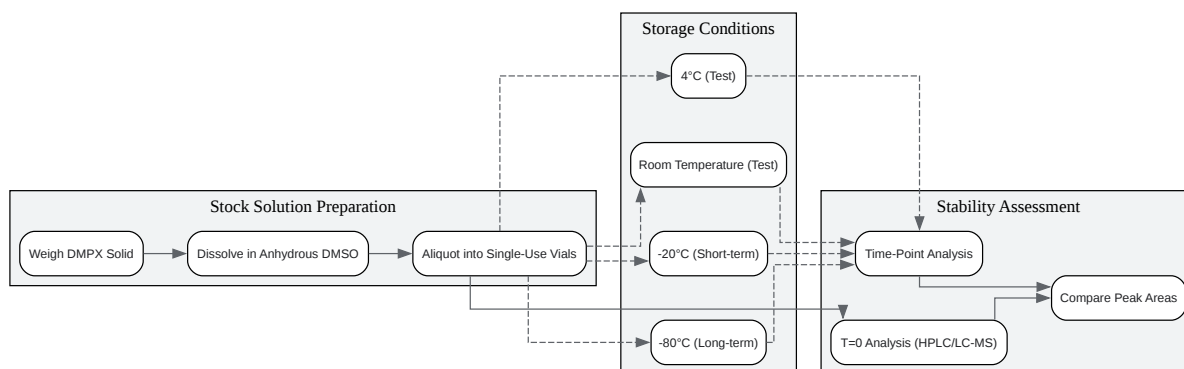 Storage Conditions
4°C (Test)
Room Temperature (Test)
Stock Solution Preparation
Stability Assessment
Weigh DMPX Solid
Dissolve in Anhydrous DMSO
Aliquot into Single-Use Vials
-20°C (Short-term)
Time-Point Analysis
Compare Peak Areas
-80°C (Long-term)
T=0 Analysis (HPLC/LC-MS)